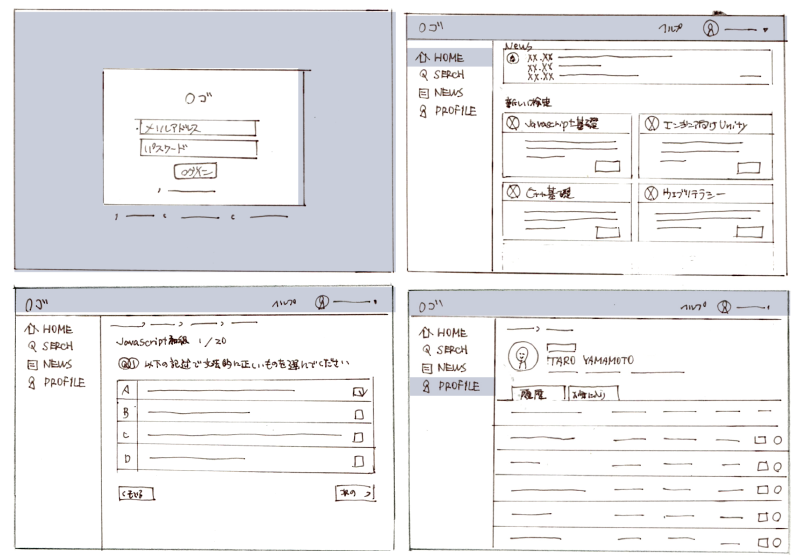 ロゴ
メールアドレス
パスワード
ログイン
ロゴ
ヘルプ
HOME
SERCH
NEWS
PROFILE
News
XX.XX
XX.XX
XX.XX
新しい検定
Javascript基礎
エンジニア向けUnity
C++基礎
ウェブリテラシー
ロゴ
ヘルプ
HOME
SERCH
NEWS
PROFILE
Javascript初級 1/20
Q1 以下の記述で文法的に正しいものを選んでください
A
B
C
D
< もどる
次の >
ロゴ
ヘルプ
HOME
SERCH
NEWS
PROFILE
TARO YAMAMOTO
履歴
お気に入り